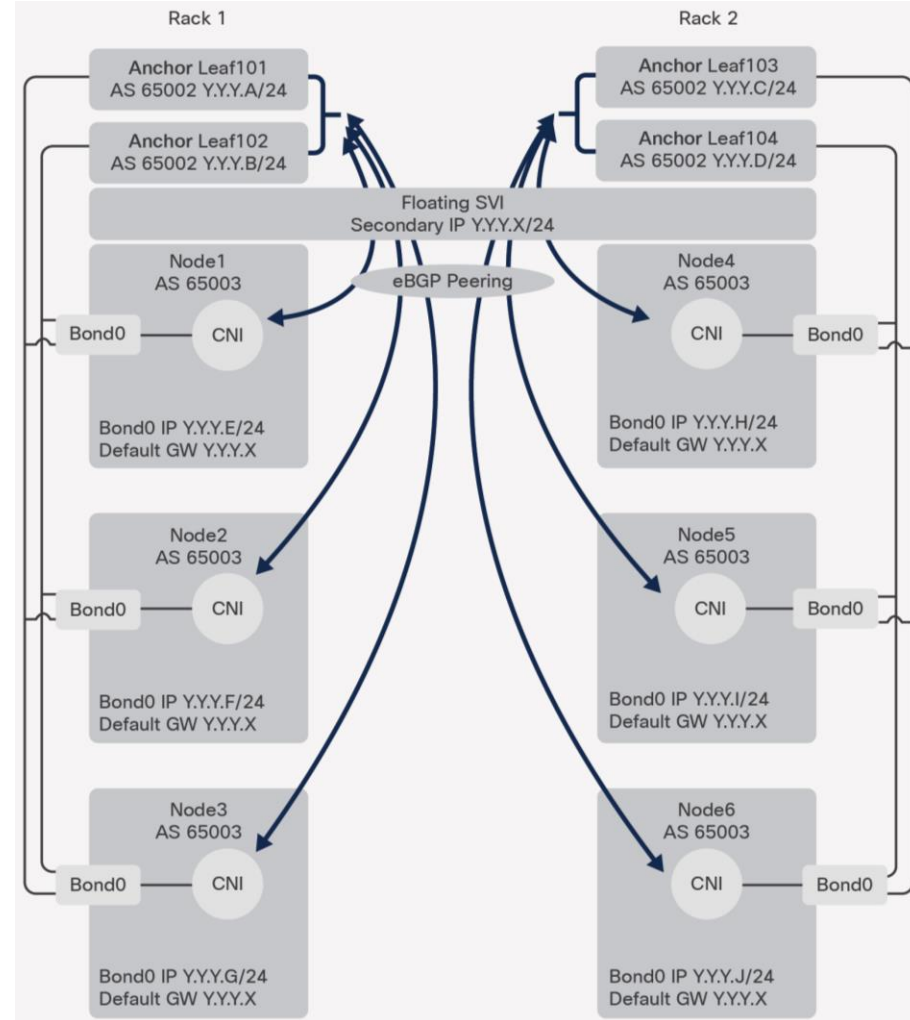 Rack 1
Rack 2
Anchor Leaf101
AS 65002 Y.Y.Y.A/24
Anchor Leaf103
AS 65002 Y.Y.Y.C/24
Anchor Leaf102
AS 65002 Y.Y.Y.B/24
Anchor Leaf104
AS 65002 Y.Y.Y.D/24
Floating SVI
Secondary IP Y.Y.Y.X/24
eBGP Peering
Node1
AS 65003
Bond0
CNI
Bond0 IP Y.Y.Y.E/24
Default GW Y.Y.Y.X
Node4
AS 65003
CNI
Bond0
Bond0 IP Y.Y.Y.H/24
Default GW Y.Y.Y.X
Node2
AS 65003
Bond0
CNI
Bond0 IP Y.Y.Y.F/24
Default GW Y.Y.Y.X
Node5
AS 65003
CNI
Bond0
Bond0 IP Y.Y.Y.I/24
Default GW Y.Y.Y.X
Node3
AS 65003
Bond0
CNI
Bond0 IP Y.Y.Y.G/24
Default GW Y.Y.Y.X
Node6
AS 65003
CNI
Bond0
Bond0 IP Y.Y.Y.J/24
Default GW Y.Y.Y.X